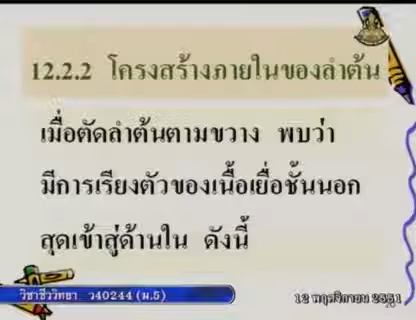 12.2.2 โครงสร้างภายในของลำต้น
เมื่อตัดลำต้นตามขวาง พบว่า
มีการเรียงตัวของเนื้อเยื่อชั้นนอก
สุดเข้าสู่ด้านใน ดังนี้
วิชาชีววิทยา ว40244 (ม.5)
12 พฤศจิกายน 2551